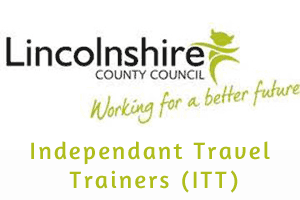 Lincolnshire
COUNTY COUNCIL
Working for a better future
Independant Travel
Trainers (ITT)